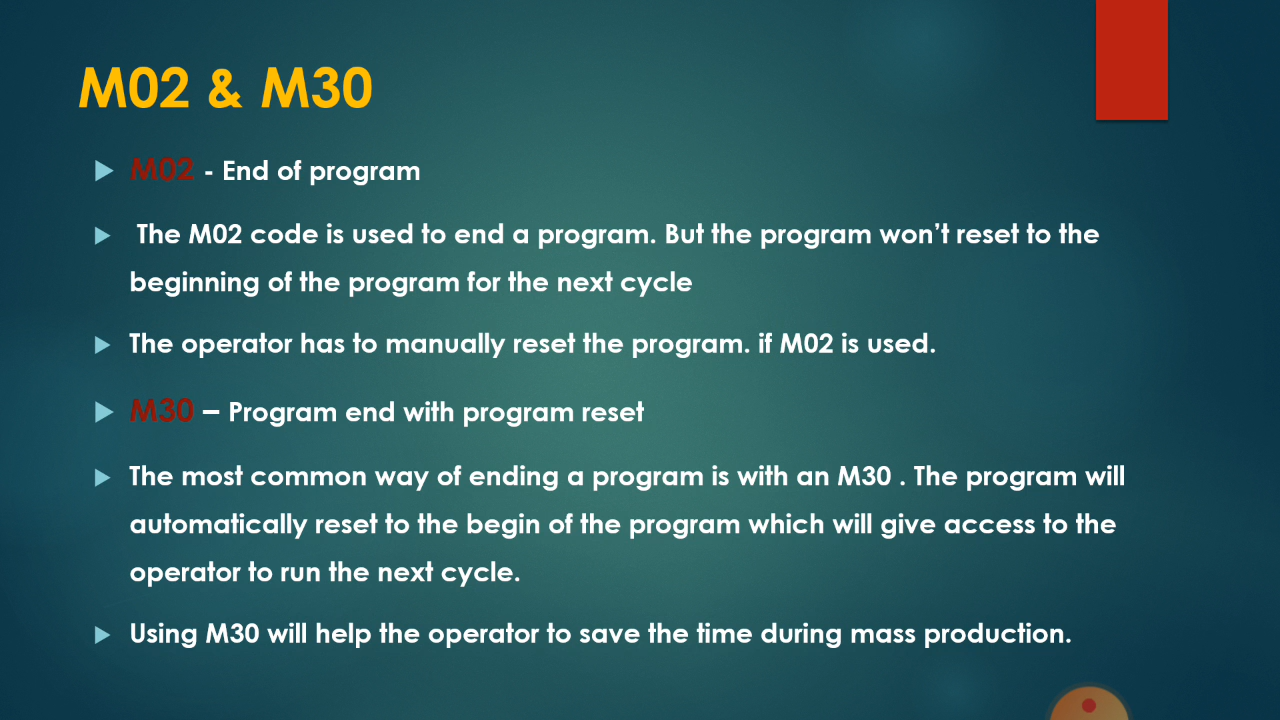 M02 & M30
M02 - End of program
The M02 code is used to end a program. But the program won’t reset to the
beginning of the program for the next cycle
The operator has to manually reset the program. if M02 is used.
M30 – Program end with program reset
The most common way of ending a program is with an M30 . The program will
automatically reset to the begin of the program which will give access to the
operator to run the next cycle.
Using M30 will help the operator to save the time during mass production.